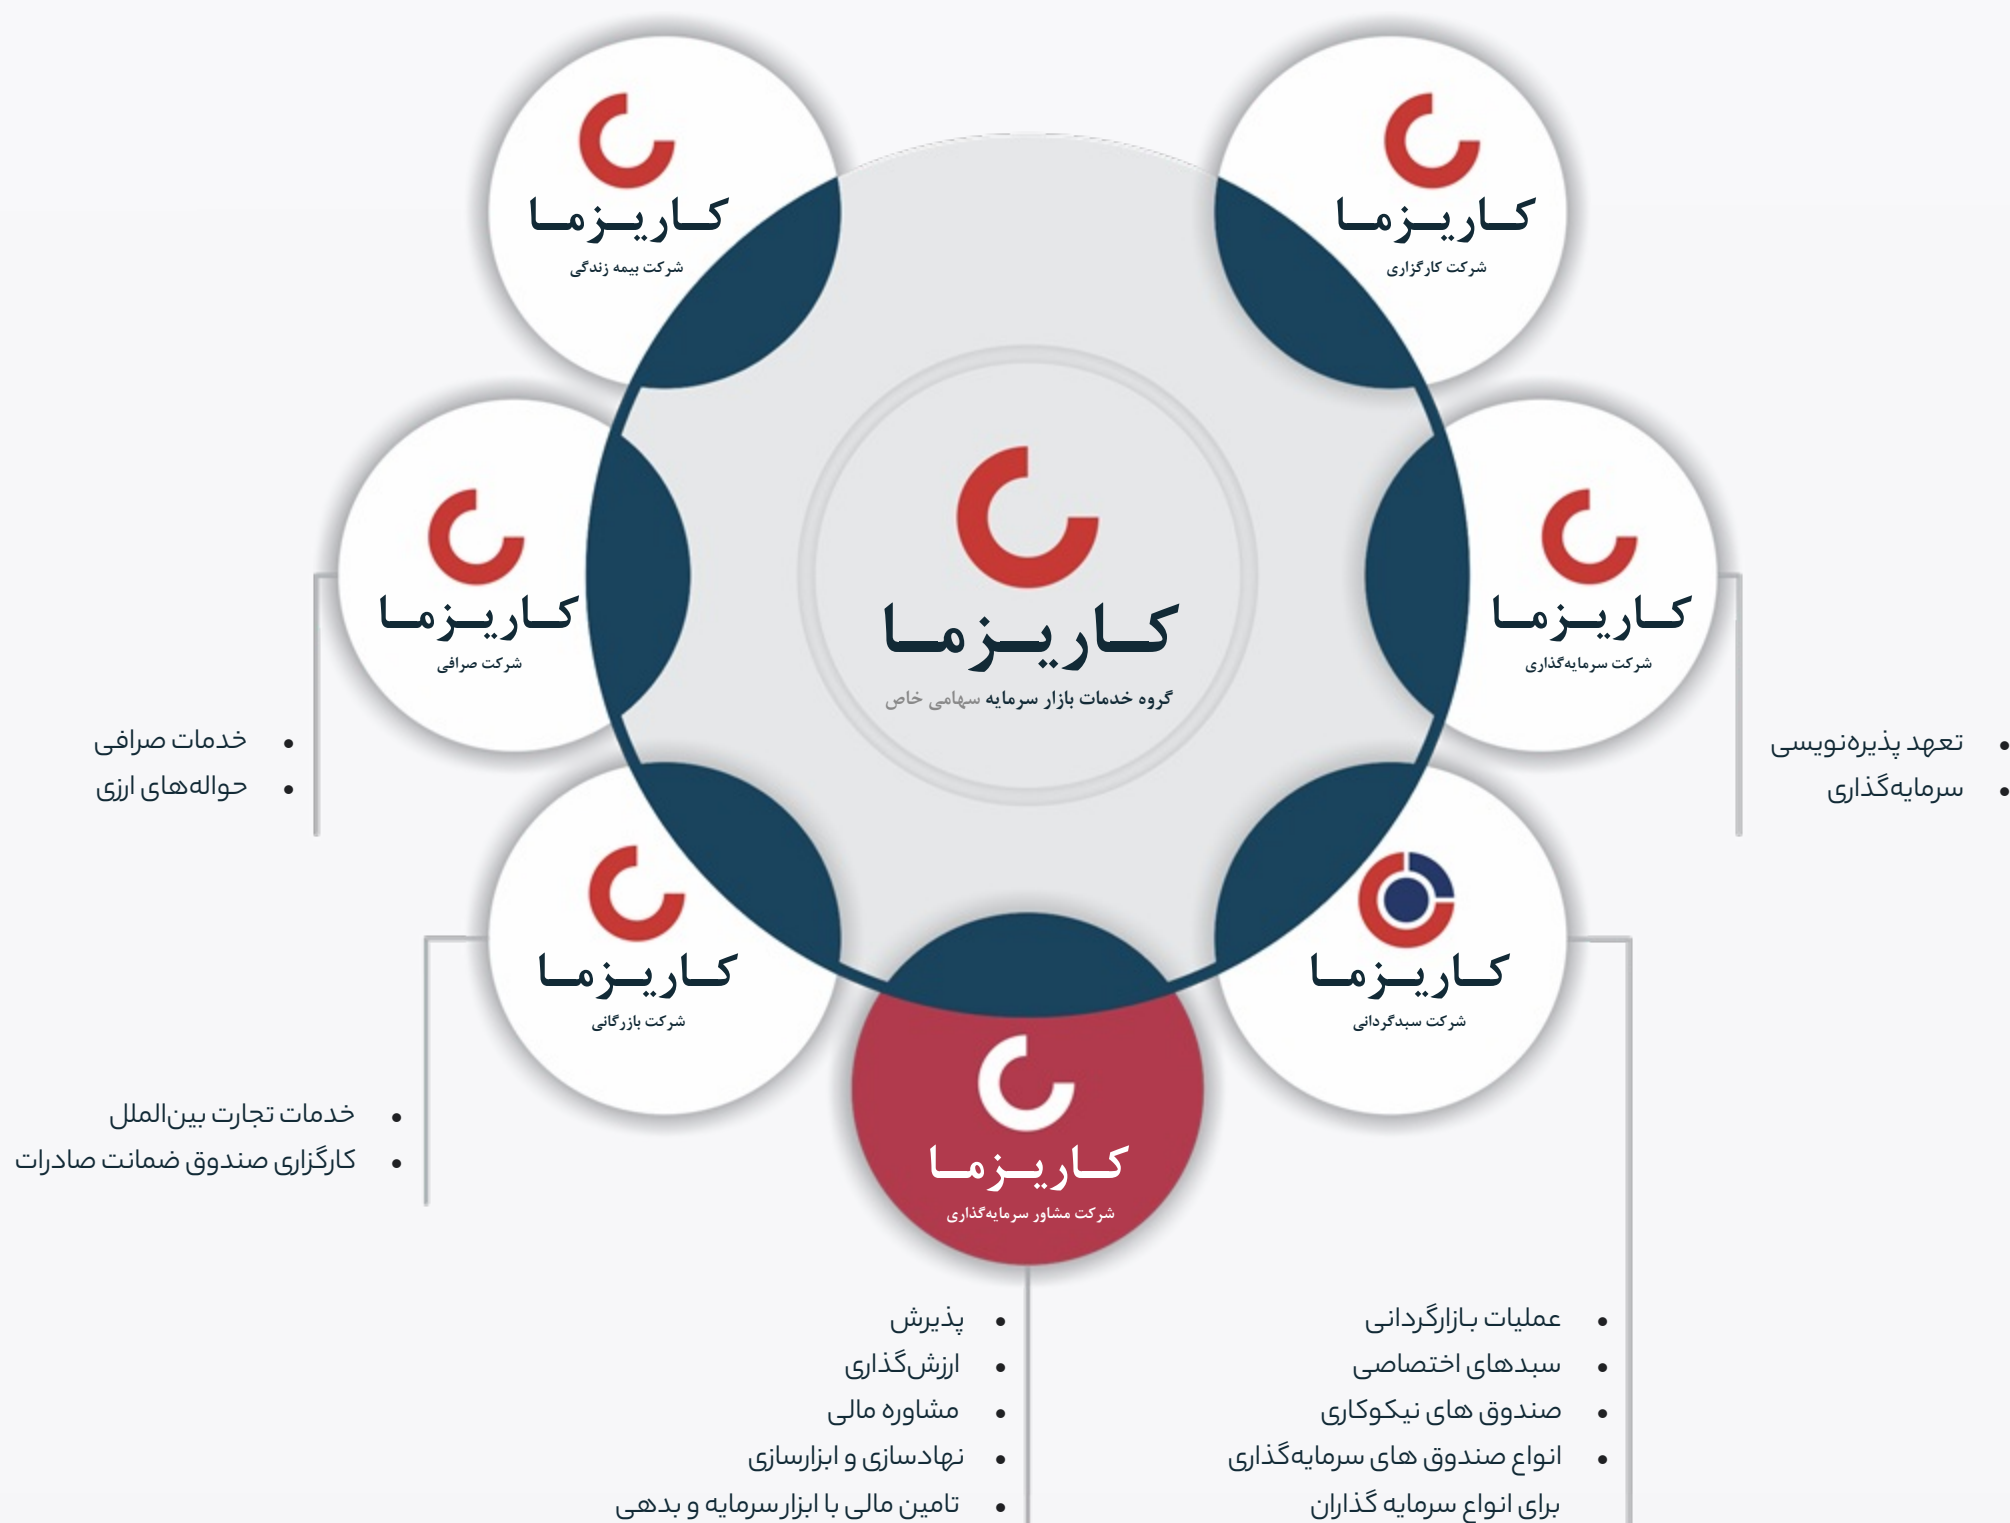 کاریزما
شرکت کارگزاری
کاریزما
شرکت بیمه زندگی
کاریزما
شرکت سرمایه‌گذاری
تعهد پذیره‌نویسی
سرمایه‌گذاری
کاریزما
گروه خدمات بازار سرمایه سهامی خاص
کاریزما
شرکت صرافی
خدمات صرافی
حواله‌های ارزی
کاریزما
شرکت سبدگردانی
عملیات بازارگردانی
سبدهای اختصاصی
صندوق های نیکوکاری
انواع صندوق های سرمایه‌گذاری
برای انواع سرمایه گذاران
کاریزما
شرکت مشاور سرمایه‌گذاری
پذیرش
ارزش‌گذاری
مشاوره مالی
نهادسازی و ابزارسازی
تامین مالی با ابزار سرمایه و بدهی
کاریزما
شرکت بازرگانی
خدمات تجارت بین‌الملل
کارگزاری صندوق ضمانت صادرات